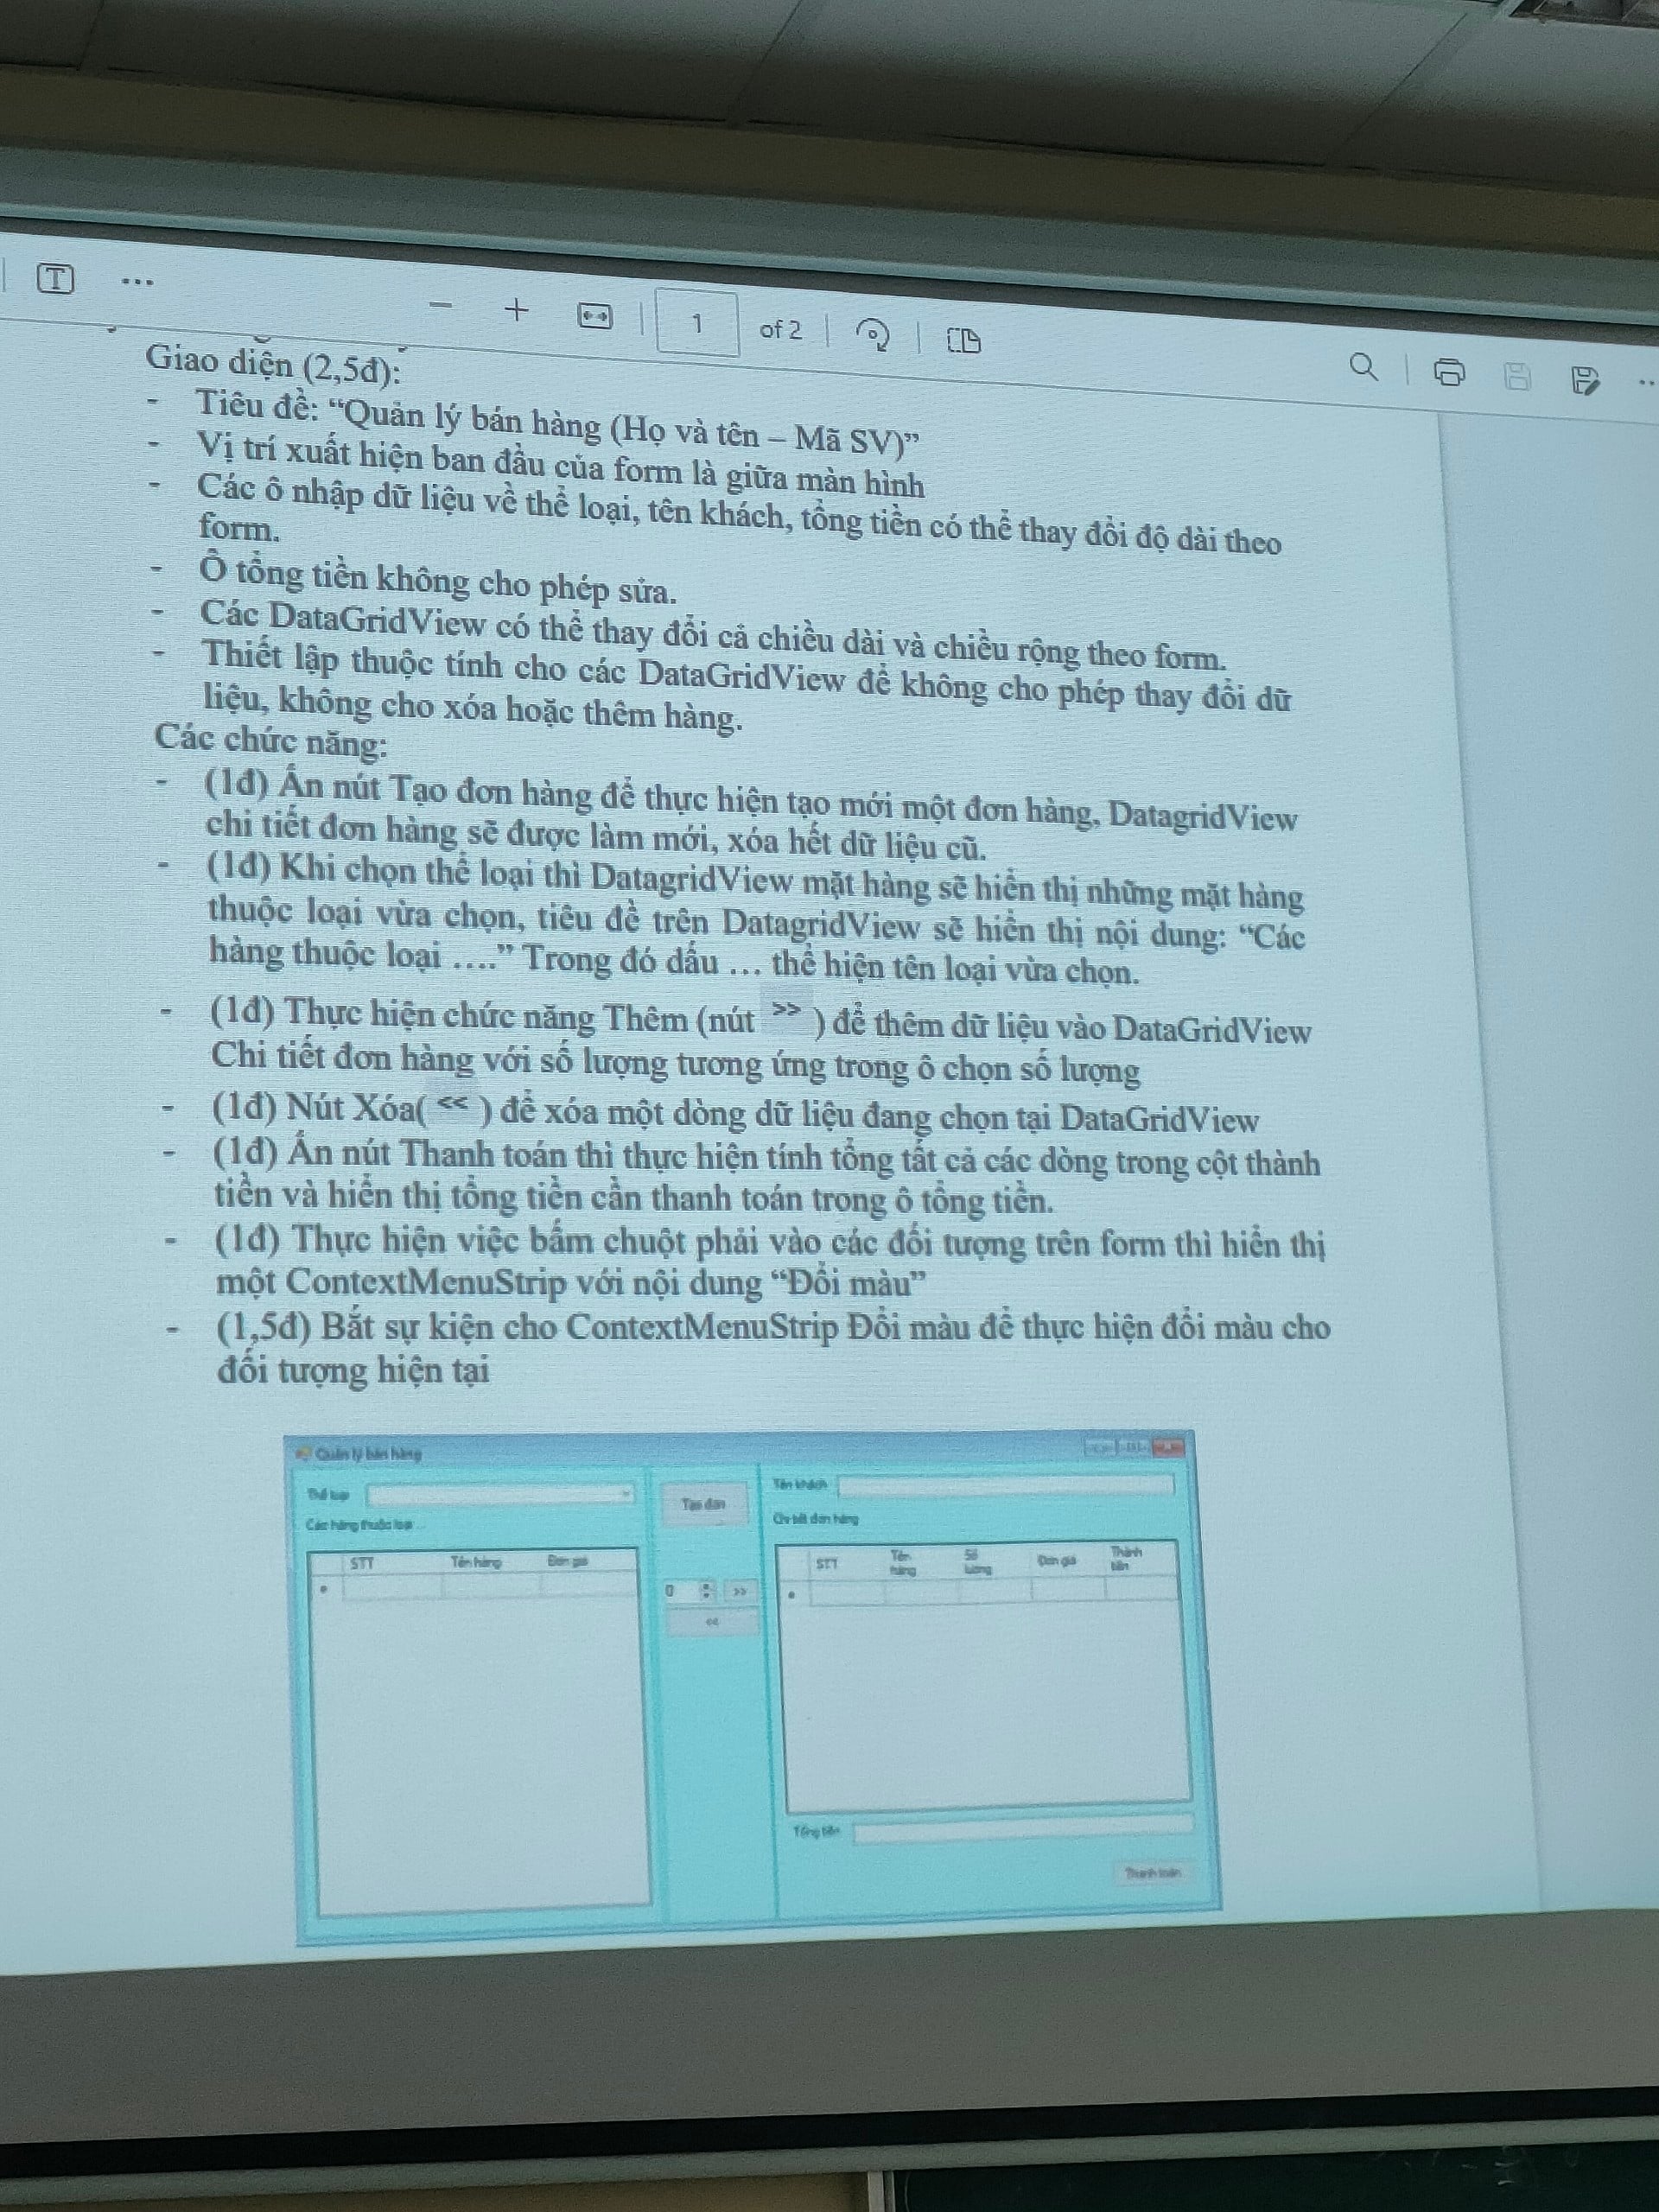 T ... − + 1 of 2
Giao diện (2,5đ):
- Tiêu đề: “Quản lý bán hàng (Họ và tên – Mã SV)”
- Vị trí xuất hiện ban đầu của form là giữa màn hình
- Các ô nhập dữ liệu về thể loại, tên khách, tổng tiền có thể thay đổi độ dài theo
form.
- Ô tổng tiền không cho phép sửa.
- Các DataGridView có thể thay đổi cả chiều dài và chiều rộng theo form.
- Thiết lập thuộc tính cho các DataGridView để không cho phép thay đổi dữ
liệu, không cho xóa hoặc thêm hàng.
Các chức năng:
- (1đ) Ấn nút Tạo đơn hàng để thực hiện tạo mới một đơn hàng, DatagridView
chi tiết đơn hàng sẽ được làm mới, xóa hết dữ liệu cũ.
- (1đ) Khi chọn thể loại thì DatagridView mặt hàng sẽ hiển thị những mặt hàng
thuộc loại vừa chọn, tiêu đề trên DatagridView sẽ hiển thị nội dung: “Các
hàng thuộc loại ….” Trong đó dấu … thể hiện tên loại vừa chọn.
- (1đ) Thực hiện chức năng Thêm (nút >> ) để thêm dữ liệu vào DataGridView
Chi tiết đơn hàng với số lượng tương ứng trong ô chọn số lượng
- (1đ) Nút Xóa( << ) để xóa một dòng dữ liệu đang chọn tại DataGridView
- (1đ) Ấn nút Thanh toán thì thực hiện tính tổng tất cả các dòng trong cột thành
tiền và hiển thị tổng tiền cần thanh toán trong ô tổng tiền.
- (1đ) Thực hiện việc bấm chuột phải vào các đối tượng trên form thì hiển thị
một ContextMenuStrip với nội dung “Đổi màu”
- (1,5đ) Bắt sự kiện cho ContextMenuStrip Đổi màu để thực hiện đổi màu cho
đối tượng hiện tại
Quản lý bán hàng
Thể loại
Các hàng thuộc loại ...
STT Tên hàng Đơn giá
Tạo đơn
0 >>
<<
Tên khách
Chi tiết đơn hàng
STT Tên hàng Số lượng Đơn giá Thành tiền
Tổng tiền
Thanh toán